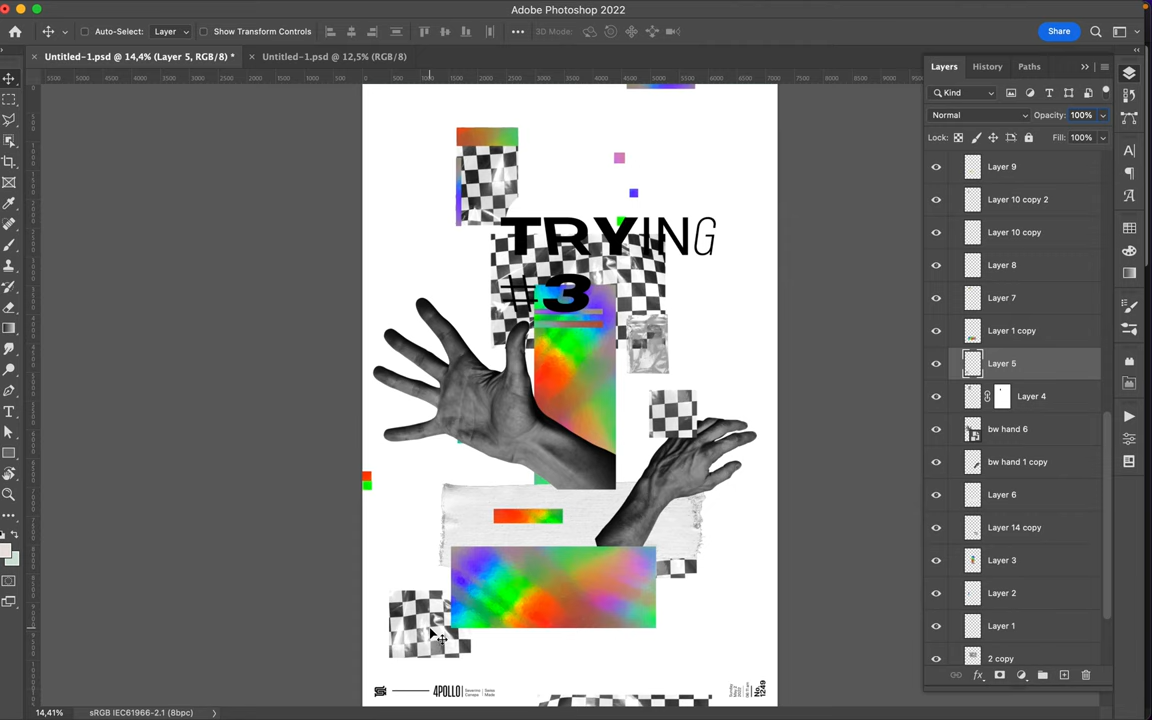 Adobe Photoshop 2022
Auto-Select: Layer Show Transform Controls 3D Mode: Share
Untitled-1.psd @ 14,4% (Layer 5, RGB/8) * Untitled-1.psd @ 12,5% (RGB/8)
Layers History Paths
Kind
Normal Opacity: 100%
Lock: Fill: 100%
Layer 9
Layer 10 copy 2
Layer 10 copy
Layer 8
Layer 7
Layer 1 copy
Layer 5
Layer 4
bw hand 6
bw hand 1 copy
Layer 6
Layer 14 copy
Layer 3
Layer 2
Layer 1
2 copy
TRYING
#3
4POLLO
No. 1249
14,41% sRGB IEC61966-2.1 (8bpc)